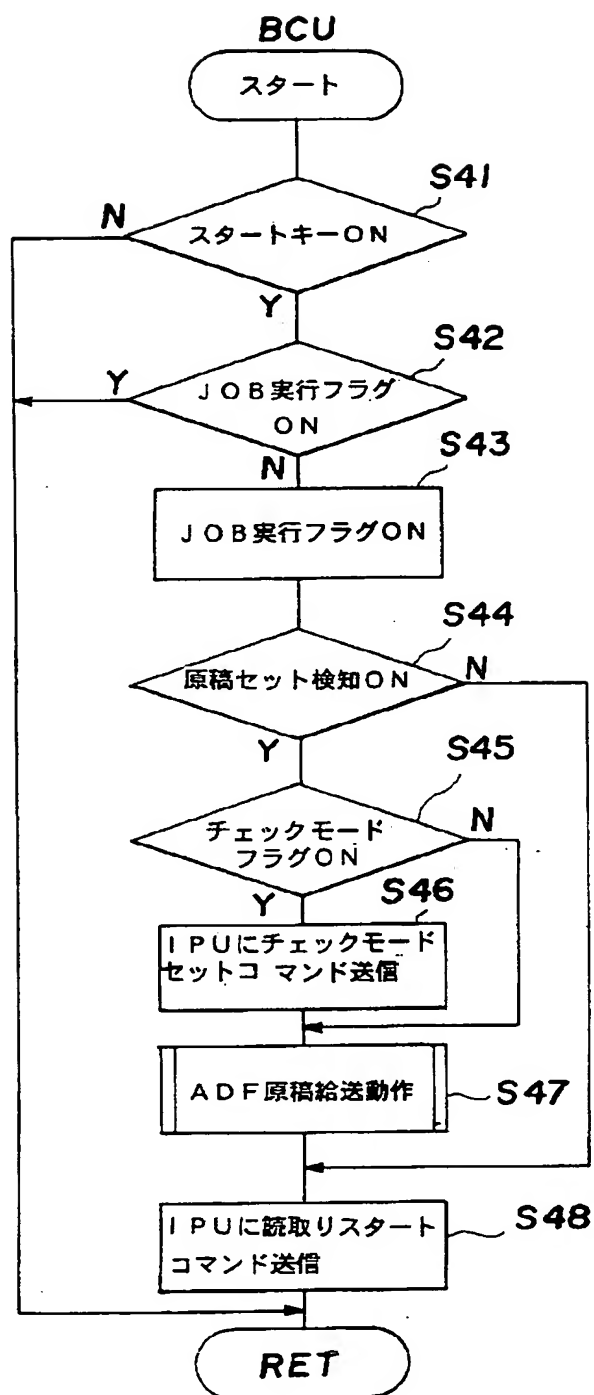 BCU
スタート
S41
N
スタートキーON
Y
S42
Y
JOB実行フラグ
ON
N
S43
JOB実行フラグON
S44
原稿セット検知ON
N
Y
S45
チェックモード
フラグON
N
Y
S46
IPUにチェックモード
セットコ マンド送信
ADF原稿給送動作
S47
IPUに読取りスタート
コマンド送信
S48
RET